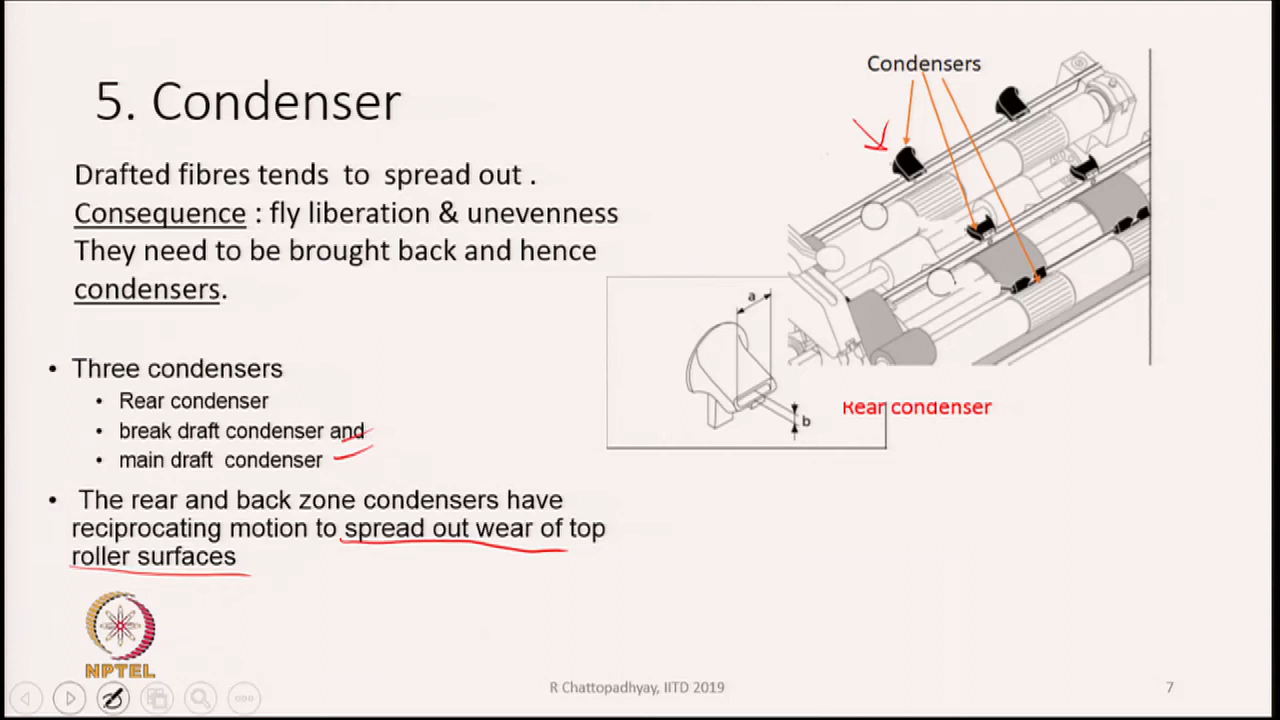 5. Condenser
Drafted fibres tends to spread out .
Consequence : fly liberation & unevenness
They need to be brought back and hence
condensers.
• Three condensers
• Rear condenser
• break draft condenser and
• main draft condenser
• The rear and back zone condensers have
reciprocating motion to spread out wear of top
roller surfaces
Condensers
a
b
Rear condenser
NPTEL
R Chattopadhyay, IITD 2019
7